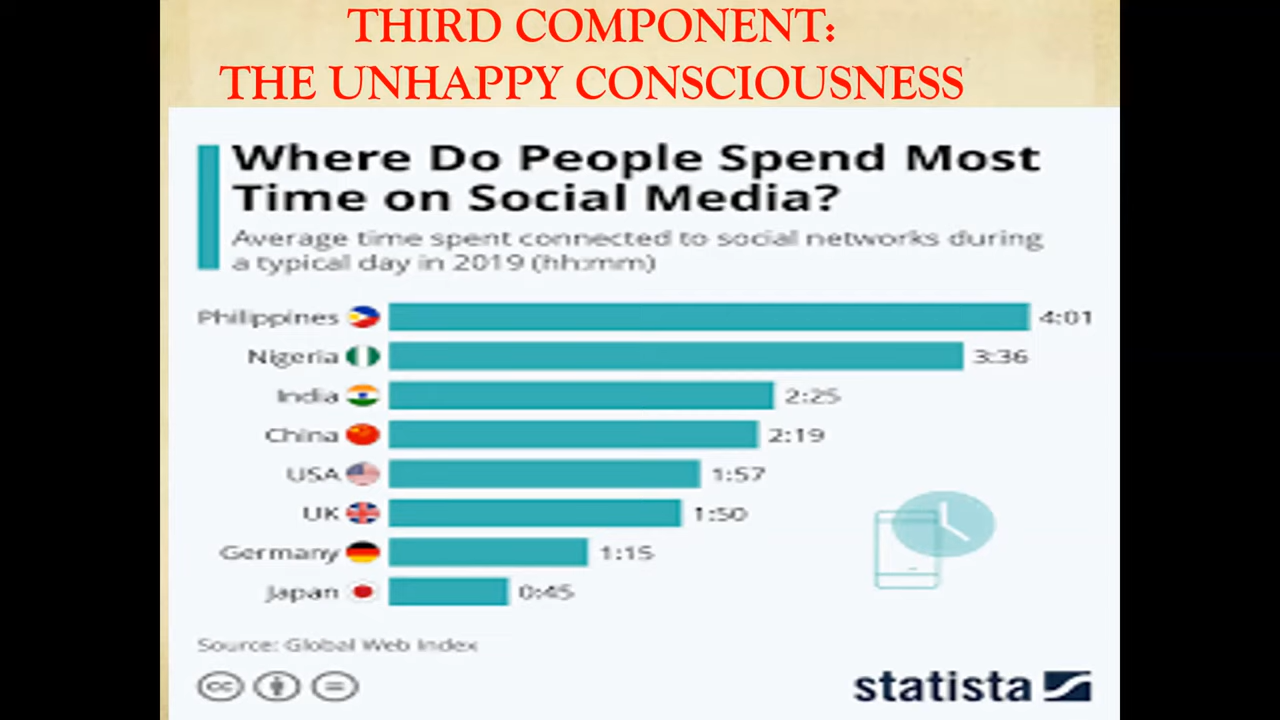 THIRD COMPONENT:
THE UNHAPPY CONSCIOUSNESS
Where Do People Spend Most
Time on Social Media?
Average time spent connected to social networks during
a typical day in 2019 (hh:mm)
Philippines 4:01
Nigeria 3:36
India 2:25
China 2:19
USA 1:57
UK 1:50
Germany 1:15
Japan 0:45
Source: Global Web Index
cc =
statista